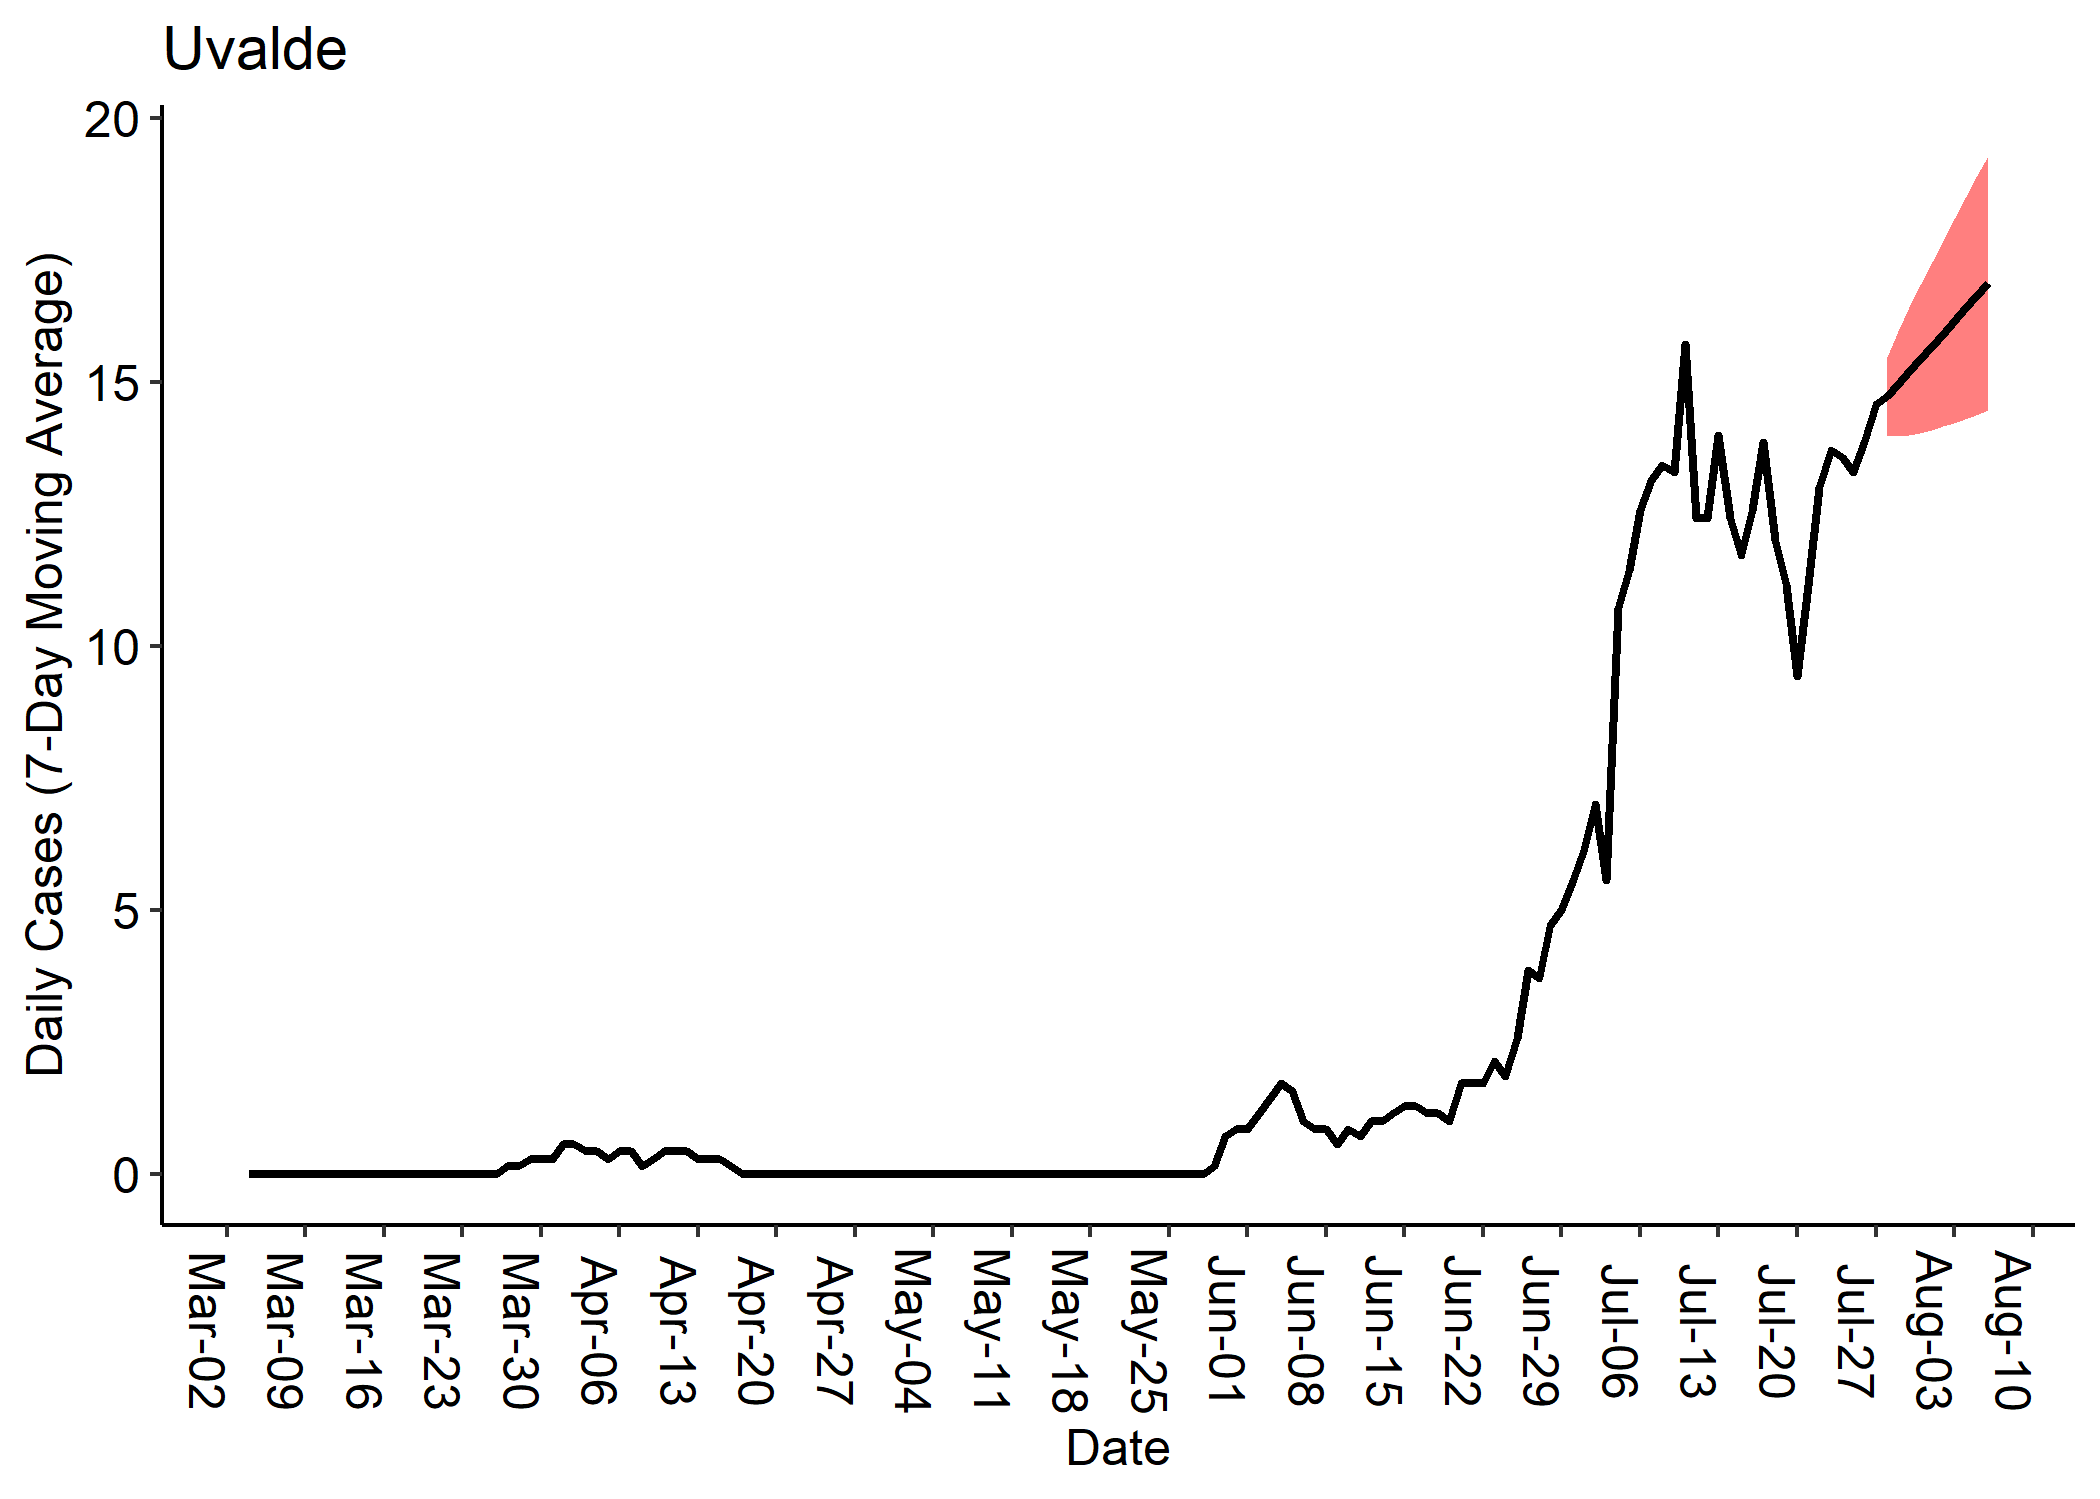 Uvalde
Daily Cases (7-Day Moving Average)
20
15
10
5
0
Mar-02
Mar-09
Mar-16
Mar-23
Mar-30
Apr-06
Apr-13
Apr-20
Apr-27
May-04
May-11
May-18
May-25
Jun-01
Jun-08
Jun-15
Jun-22
Jun-29
Jul-06
Jul-13
Jul-20
Jul-27
Aug-03
Aug-10
Date